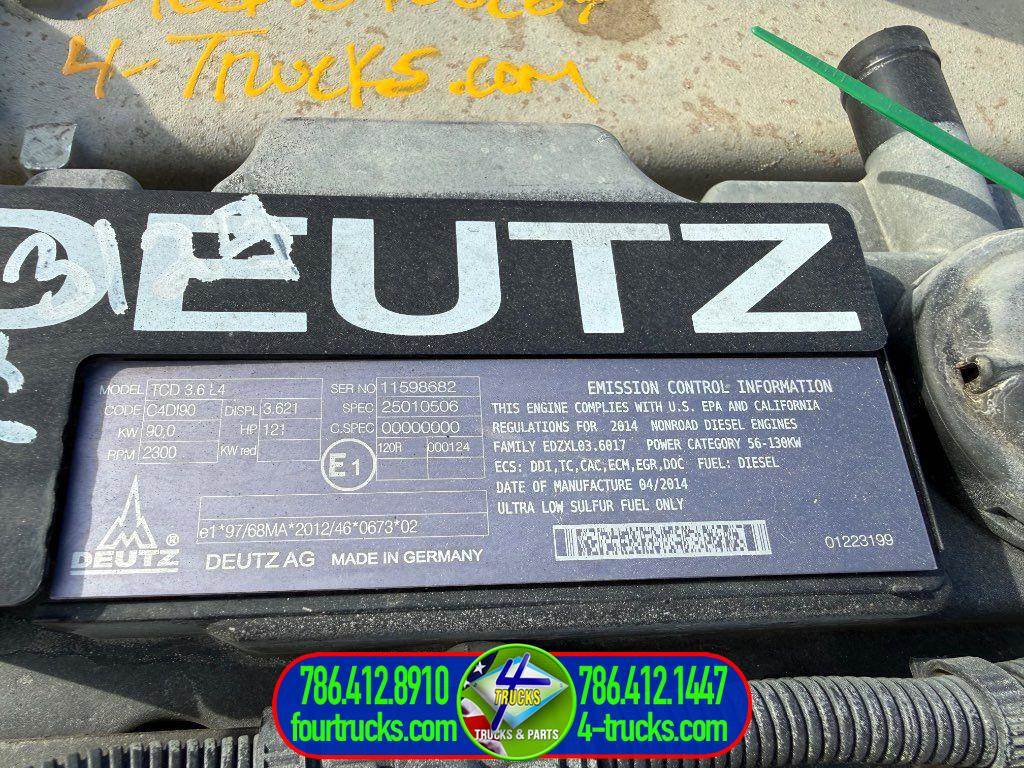 4-Trucks.com
DEUTZ
MODEL TCD 3.6 L4 SER NO 11598682
CODE C4DI90 DISPL 3.621 SPEC 25010506
KW 90,0 HP 121 C.SPEC 00000000
RPM 2300 KW red 120R 000124
E1
e1*97/68MA*2012/46*0673*02
DEUTZ ® DEUTZ AG MADE IN GERMANY
EMISSION CONTROL INFORMATION
THIS ENGINE COMPLIES WITH U.S. EPA AND CALIFORNIA
REGULATIONS FOR 2014 NONROAD DIESEL ENGINES
FAMILY EDZXL03.6017 POWER CATEGORY 56-130KW
ECS: DDI,TC,CAC,ECM,EGR,DOC FUEL: DIESEL
DATE OF MANUFACTURE 04/2014
ULTRA LOW SULFUR FUEL ONLY
01223199
786.412.8910 4 TRUCKS 786.412.1447
fourtrucks.com TRUCKS & PARTS 4-trucks.com